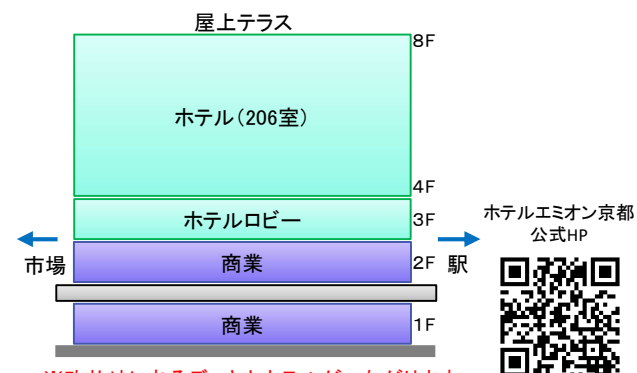 屋上テラス
8F
ホテル（206室）
4F
ホテルロビー
3F
ホテルエミオン京都
公式HP
市場
商業
2F
駅
商業
1F